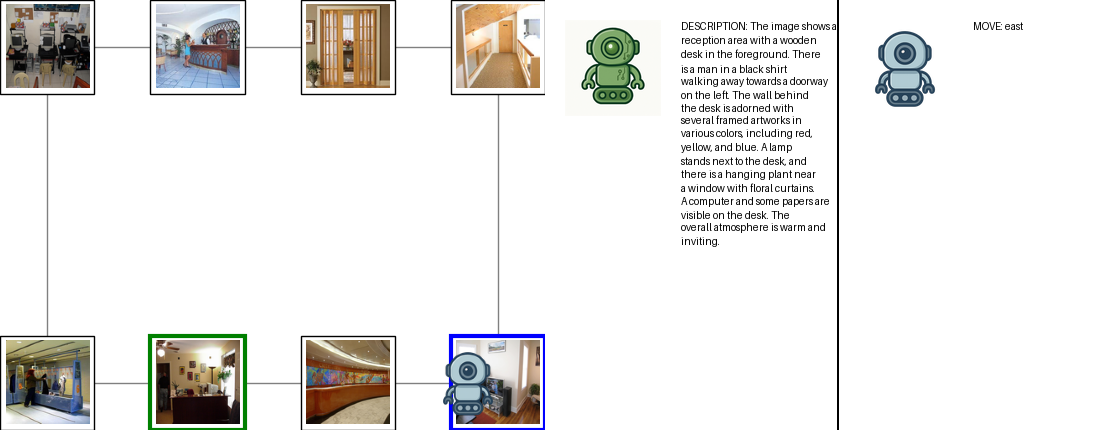 DESCRIPTION: The image shows a
reception area with a wooden
desk in the foreground. There
is a man in a black shirt
walking away towards a doorway
on the left. The wall behind
the desk is adorned with
several framed artworks in
various colors, including red,
yellow, and blue. A lamp
stands next to the desk, and
there is a hanging plant near
a window with floral curtains.
A computer and some papers are
visible on the desk. The
overall atmosphere is warm and
inviting.
MOVE: east